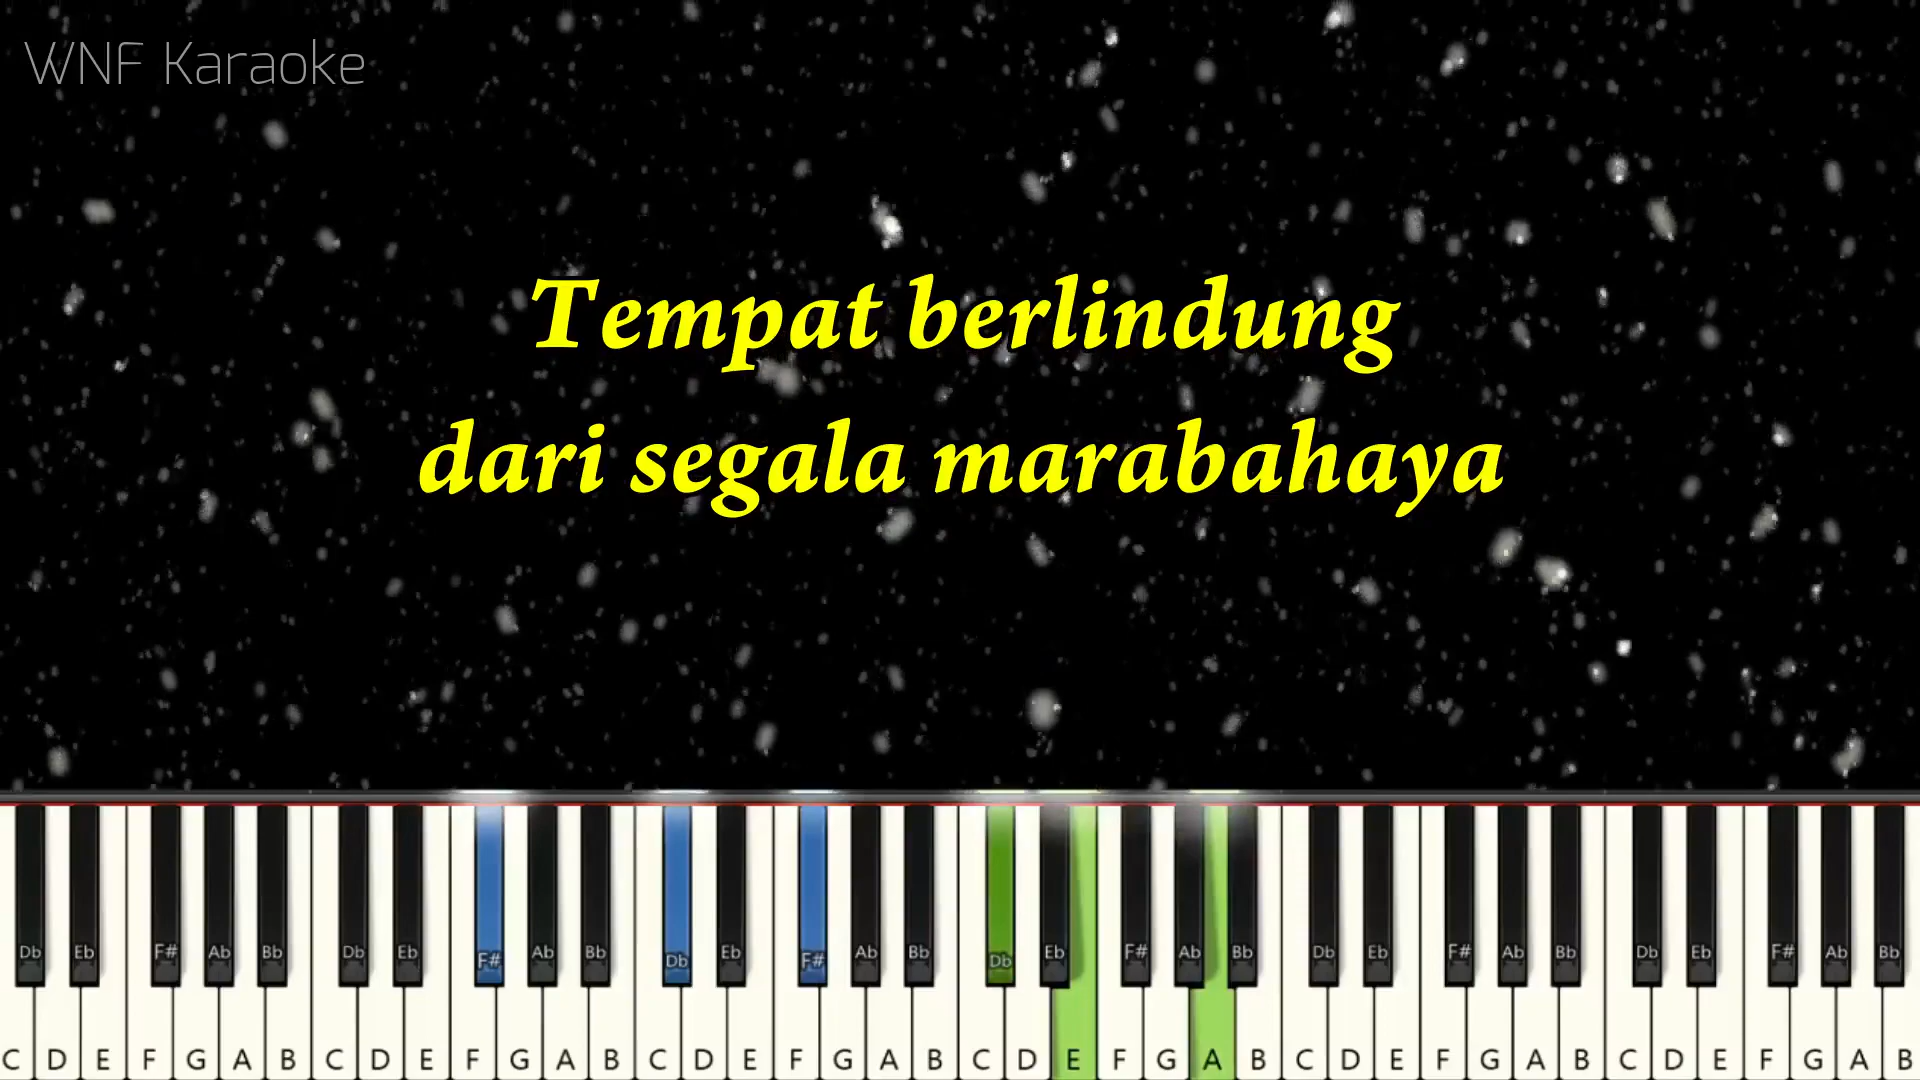 WNF Karaoke
Tempat berlindung
dari segala marabahaya
Db Eb F# Ab Bb Db Eb F# Ab Bb Db Eb F# Ab Bb Db Eb F# Ab Bb Db Eb F# Ab Bb Db Eb F# Ab Bb
C D E F G A B C D E F G A B C D E F G A B C D E F G A B C D E F G A B C D E F G A B